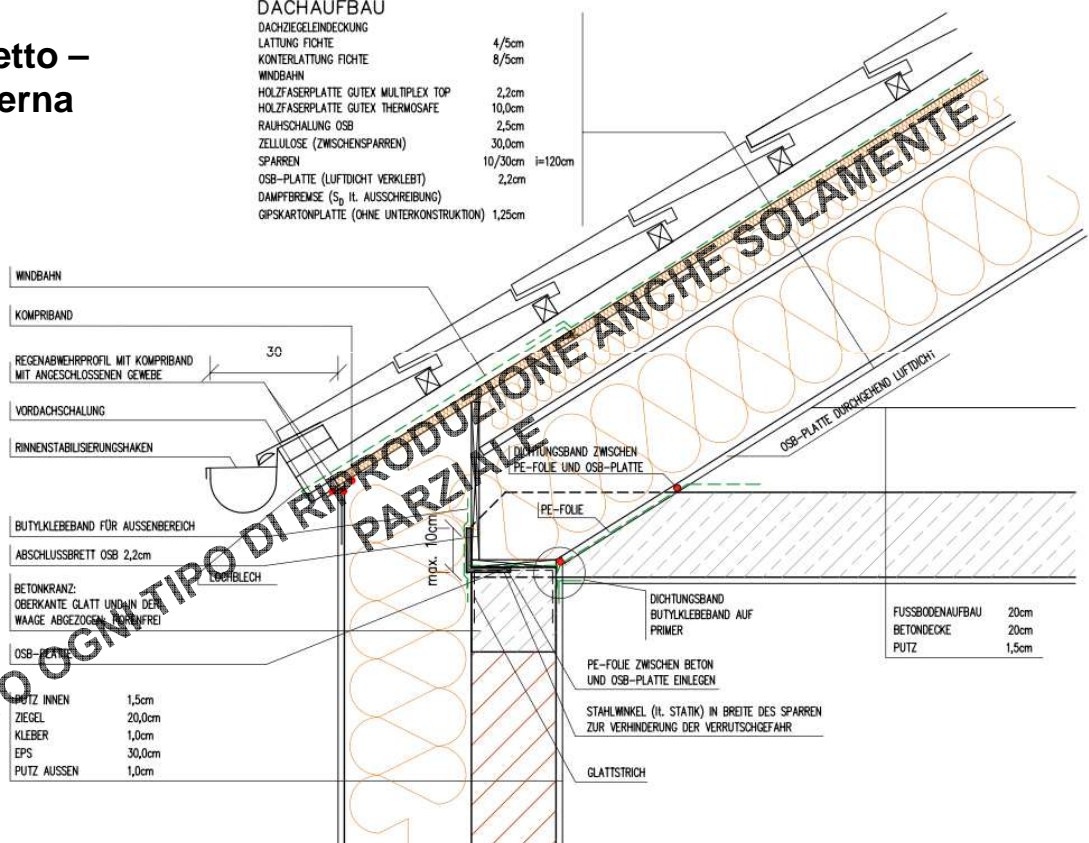 etto –
erna
DACHAUFBAU
DACHZIEGELEINDECKUNG
LATTUNG FICHTE 4/5cm
KONTERLATTUNG FICHTE 8/5cm
WINDBAHN
HOLZFASERPLATTE GUTEX MULTIPLEX TOP 2,2cm
HOLZFASERPLATTE GUTEX THERMOSAFE 10,0cm
RAUHSCHALUNG OSB 2,5cm
ZELLULOSE (ZWISCHENSPARREN) 30,0cm
SPARREN 10/30cm i=120cm
OSB-PLATTE (LUFTDICHT VERKLEBT) 2,2cm
DAMPFBREMSE (SD lt. AUSSCHREIBUNG)
GIPSKARTONPLATTE (OHNE UNTERKONSTRUKTION) 1,25cm
WINDBAHN
KOMPRIBAND
REGENABWEHRPROFIL MIT KOMPRIBAND
MIT ANGESCHLOSSENEN GEWEBE
VORDACHSCHALUNG
RINNENSTABILISIERUNGSHAKEN
30
BUTYLKLEBEBAND FÜR AUSSENBEREICH
ABSCHLUSSBRETT OSB 2,2cm
LOCHBLECH
BETONKRANZ:
OBERKANTE GLATT UND IN DER
WAAGE ABGEZOGEN; PORENFREI
OSB-PLATTE
PUTZ INNEN 1,5cm
ZIEGEL 20,0cm
KLEBER 1,0cm
EPS 30,0cm
PUTZ AUSSEN 1,0cm
max. 10cm
DICHTUNGSBAND ZWISCHEN
PE-FOLIE UND OSB-PLATTE
PE-FOLIE
OSB-PLATTE DURCHGEHEND LUFTDICHT
DICHTUNGSBAND
BUTYLKLEBEBAND AUF
PRIMER
PE-FOLIE ZWISCHEN BETON
UND OSB-PLATTE EINLEGEN
STAHLWINKEL (lt. STATIK) IN BREITE DES SPARREN
ZUR VERHINDERUNG DER VERRUTSCHGEFAHR
GLATTSTRICH
FUSSBODENAUFBAU 20cm
BETONDECKE 20cm
PUTZ 1,5cm
O OGNI TIPO DI RIPRODUZIONE ANCHE SOLAMENTE
PARZIALE